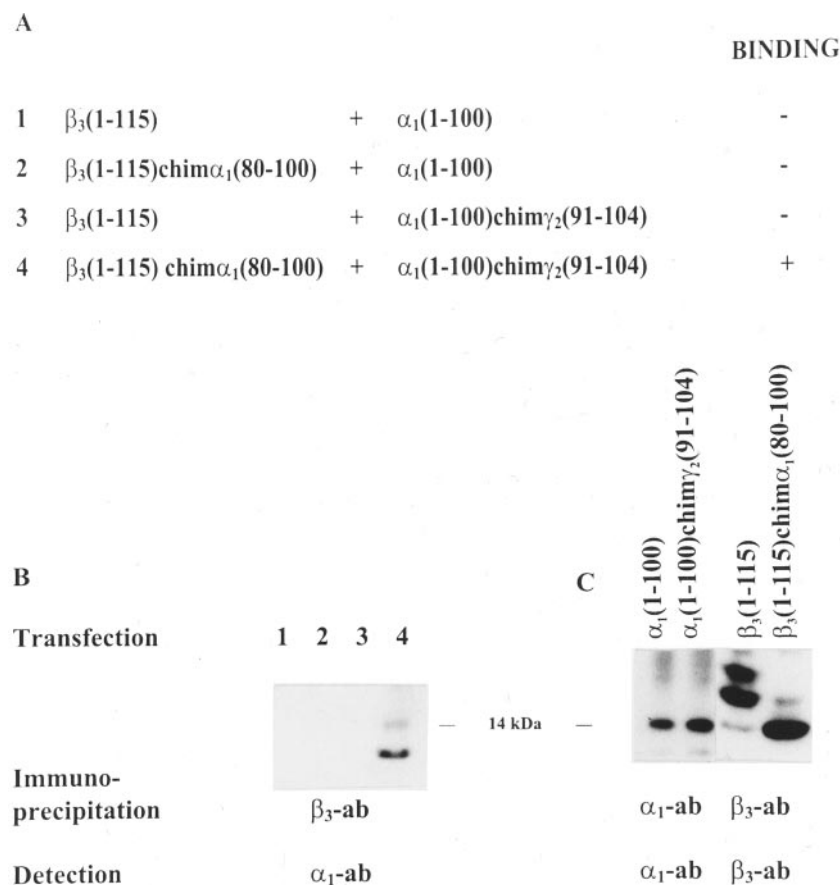 A
BINDING
1 β₃(1-115) + α₁(1-100) -
2 β₃(1-115)chimα₁(80-100) + α₁(1-100) -
3 β₃(1-115) + α₁(1-100)chimγ₂(91-104) -
4 β₃(1-115) chimα₁(80-100) + α₁(1-100)chimγ₂(91-104) +
B
Transfection 1 2 3 4
— 14 kDa —
Immuno-
precipitation β₃-ab
Detection α₁-ab
C
α₁(1-100)
α₁(1-100)chimγ₂(91-104)
β₃(1-115)
β₃(1-115)chimα₁(80-100)
α₁-ab β₃-ab
α₁-ab β₃-ab